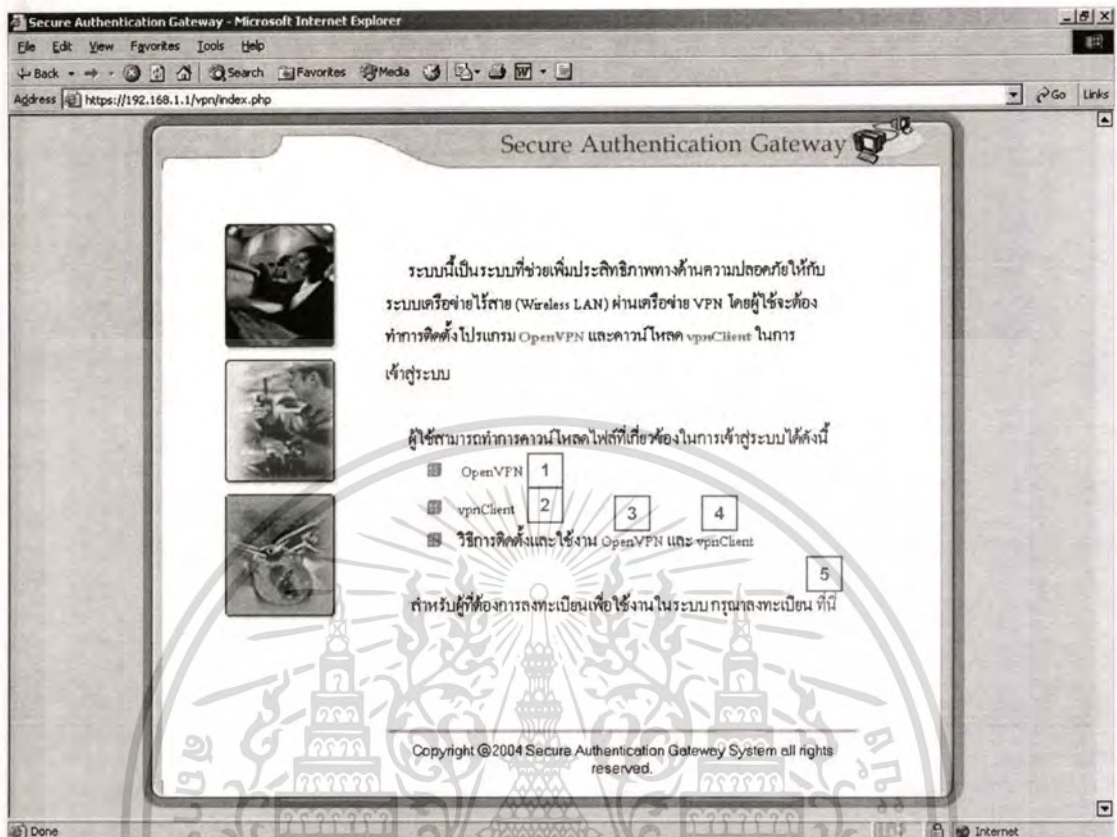 Secure Authentication Gateway - Microsoft Internet Explorer
File Edit View Favorites Tools Help
Back Search Favorites Media
Address https://192.168.1.1/vpn/index.php Go Links
Secure Authentication Gateway
ระบบนี้เป็นระบบที่ช่วยเพิ่มประสิทธิภาพทางด้านความปลอดภัยให้กับ
ระบบเครือข่ายไร้สาย (Wireless LAN) ผ่านเครือข่าย VPN โดยผู้ใช้จะต้อง
ทำการติดตั้งโปรแกรม OpenVPN และดาวน์โหลด vpnClient ในการ
เข้าสู่ระบบ
ผู้ใช้สามารถทำการดาวน์โหลดไฟล์ที่เกี่ยวข้องในการเข้าสู่ระบบได้ดังนี้
OpenVPN 1
vpnClient 2
3 4
วิธีการติดตั้งและใช้งาน OpenVPN และ vpnClient
5
สำหรับผู้ที่ต้องการลงทะเบียนเพื่อใช้งานในระบบ กรุณาลงทะเบียน ที่นี่
Copyright @2004 Secure Authentication Gateway System all rights
reserved.
Done Internet